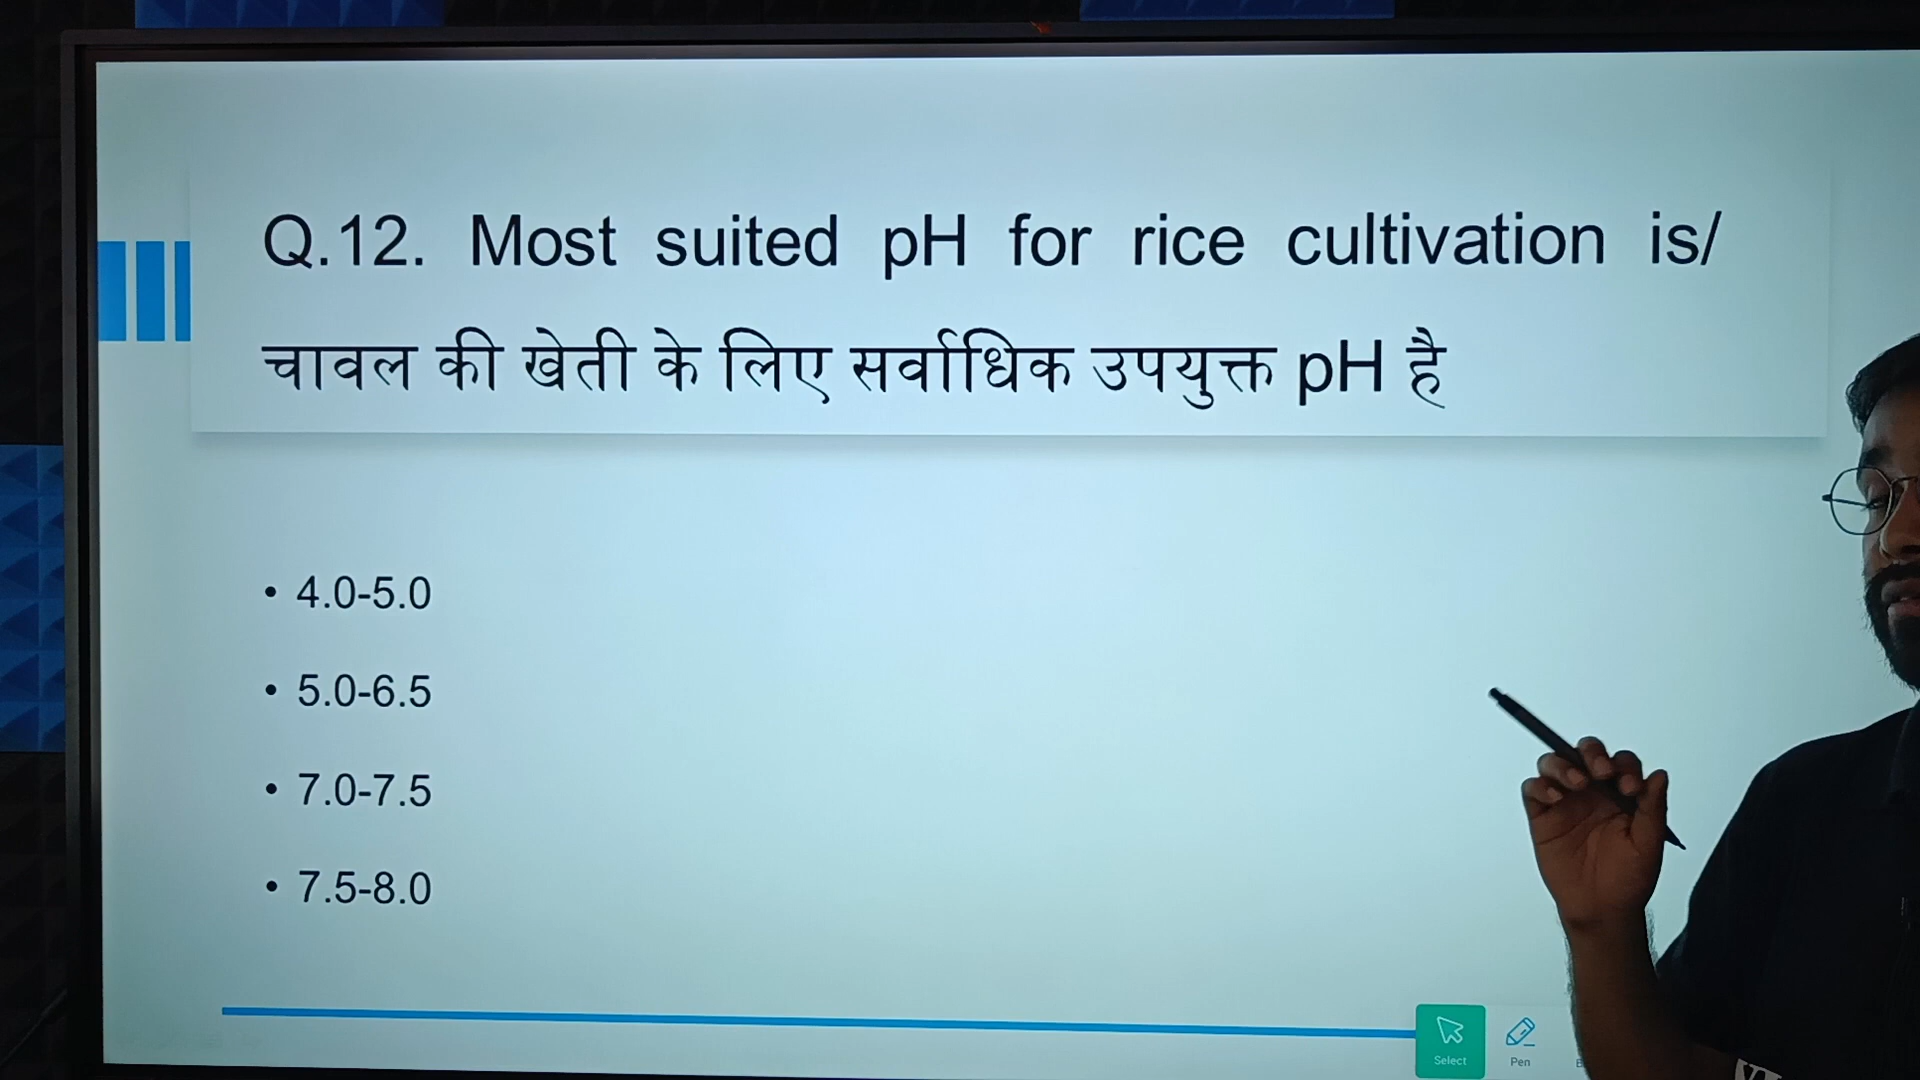 Q.12. Most suited pH for rice cultivation is/
चावल की खेती के लिए सर्वाधिक उपयुक्त pH है
• 4.0-5.0
• 5.0-6.5
• 7.0-7.5
• 7.5-8.0
Select Pen